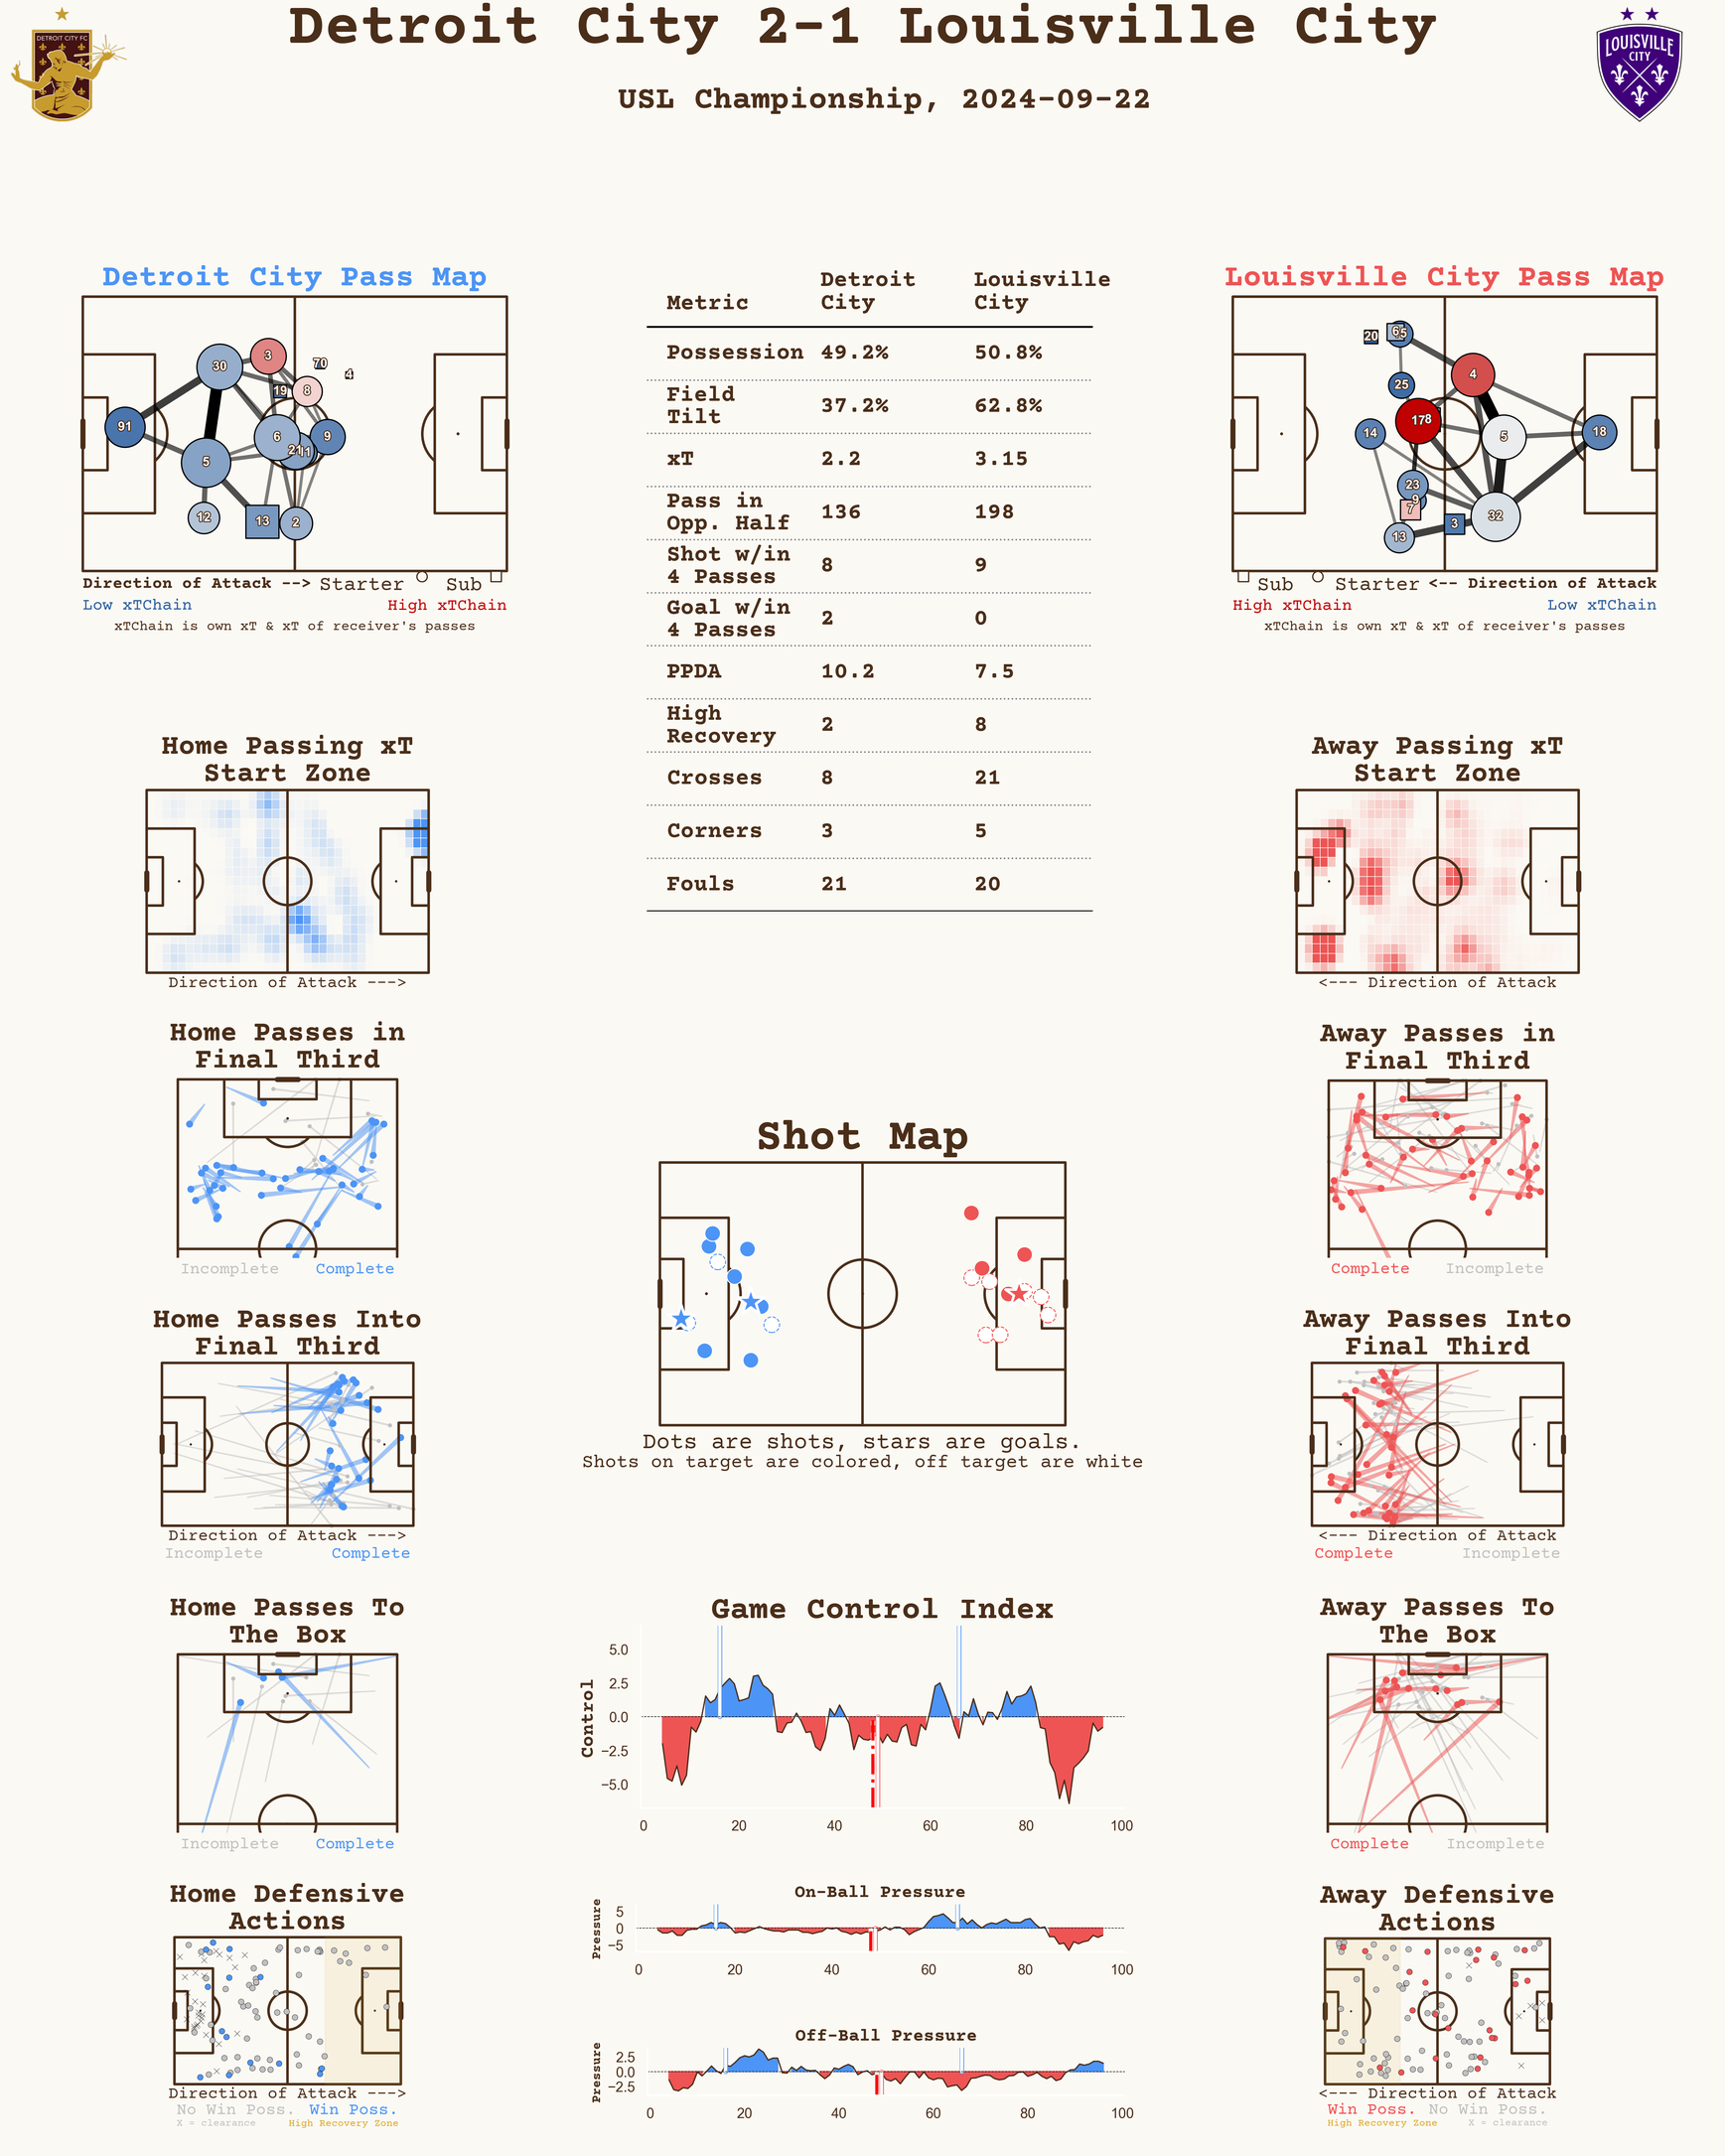 Detroit City 2-1 Louisville City
USL Championship, 2024-09-22
DETROIT CITY FC
LOUISVILLE
CITY
Detroit City Pass Map
91
30
3
70
4
19
8
6
21
9
5
12
13
2
Direction of Attack --> Starter Sub
Low xTChain High xTChain
xTChain is own xT & xT of receiver's passes
Metric Detroit City Louisville City
Possession 49.2% 50.8%
Field Tilt 37.2% 62.8%
xT 2.2 3.15
Pass in Opp. Half 136 198
Shot w/in 4 Passes 8 9
Goal w/in 4 Passes 2 0
PPDA 10.2 7.5
High Recovery 2 8
Crosses 8 21
Corners 3 5
Fouls 21 20
Louisville City Pass Map
20
6
4
25
17
8
14
5
18
23
9
7
32
3
13
Sub Starter <-- Direction of Attack
High xTChain Low xTChain
xTChain is own xT & xT of receiver's passes
Home Passing xT
Start Zone
Direction of Attack --->
Away Passing xT
Start Zone
<--- Direction of Attack
Home Passes in
Final Third
Incomplete Complete
Away Passes in
Final Third
Complete Incomplete
Shot Map
Dots are shots, stars are goals.
Shots on target are colored, off target are white
Home Passes Into
Final Third
Direction of Attack --->
Incomplete Complete
Away Passes Into
Final Third
<--- Direction of Attack
Complete Incomplete
Home Passes To
The Box
Incomplete Complete
Game Control Index
Control
5.0
2.5
0.0
−2.5
−5.0
0 20 40 60 80 100
Away Passes To
The Box
Complete Incomplete
Home Defensive
Actions
Direction of Attack --->
No Win Poss. Win Poss.
X = clearance High Recovery Zone
On-Ball Pressure
Pressure
5
0
−5
0 20 40 60 80 100
Off-Ball Pressure
Pressure
2.5
0.0
−2.5
0 20 40 60 80 100
Away Defensive
Actions
<--- Direction of Attack
Win Poss. No Win Poss.
High Recovery Zone X = clearance